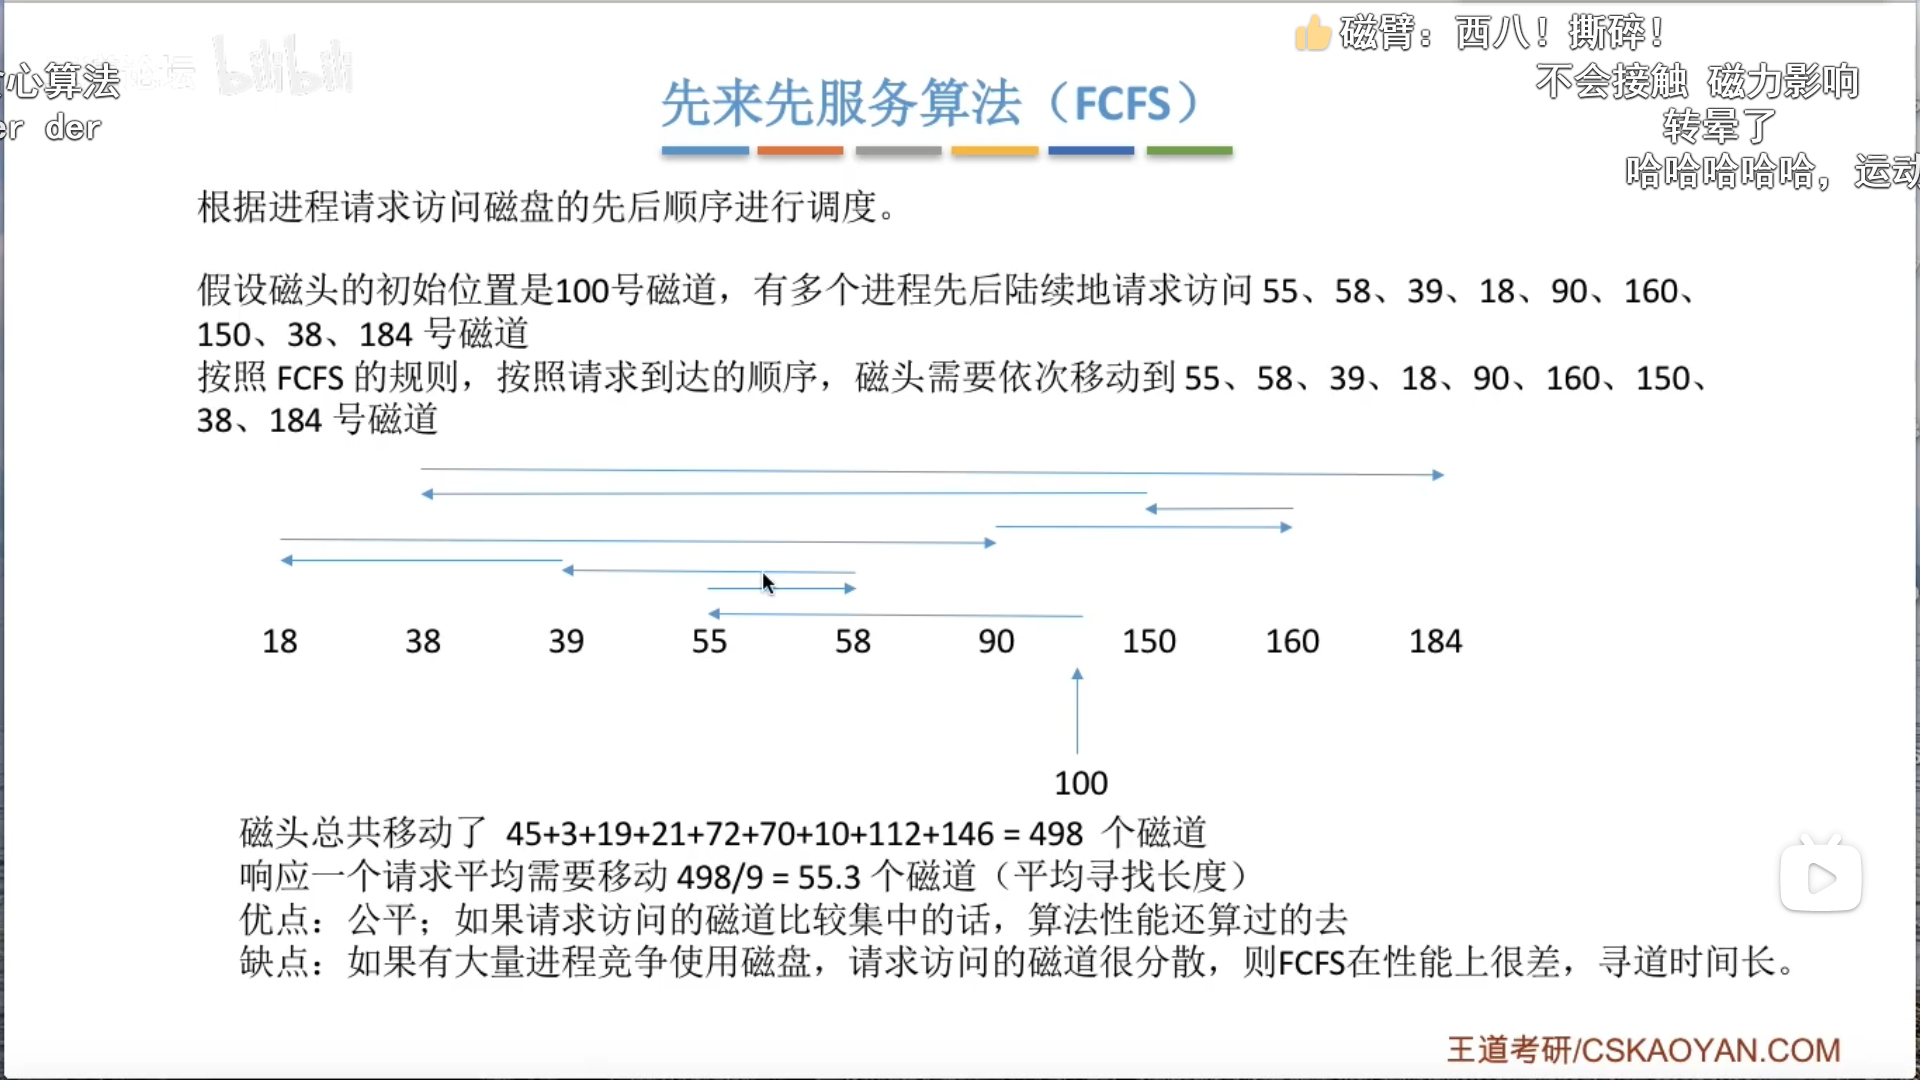 👍磁臂：西八！撕碎！
心算法
bilibili
不会接触 磁力影响
er der
转晕了
哈哈哈哈哈，运动
先来先服务算法（FCFS）
根据进程请求访问磁盘的先后顺序进行调度。
假设磁头的初始位置是100号磁道，有多个进程先后陆续地请求访问 55、58、39、18、90、160、
150、38、184 号磁道
按照 FCFS 的规则，按照请求到达的顺序，磁头需要依次移动到 55、58、39、18、90、160、150、
38、184 号磁道
18 38 39 55 58 90 150 160 184
100
磁头总共移动了 45+3+19+21+72+70+10+112+146 = 498 个磁道
响应一个请求平均需要移动 498/9 = 55.3 个磁道（平均寻找长度）
优点：公平；如果请求访问的磁道比较集中的话，算法性能还算过的去
缺点：如果有大量进程竞争使用磁盘，请求访问的磁道很分散，则FCFS在性能上很差，寻道时间长。
王道考研/CSKAOYAN.COM